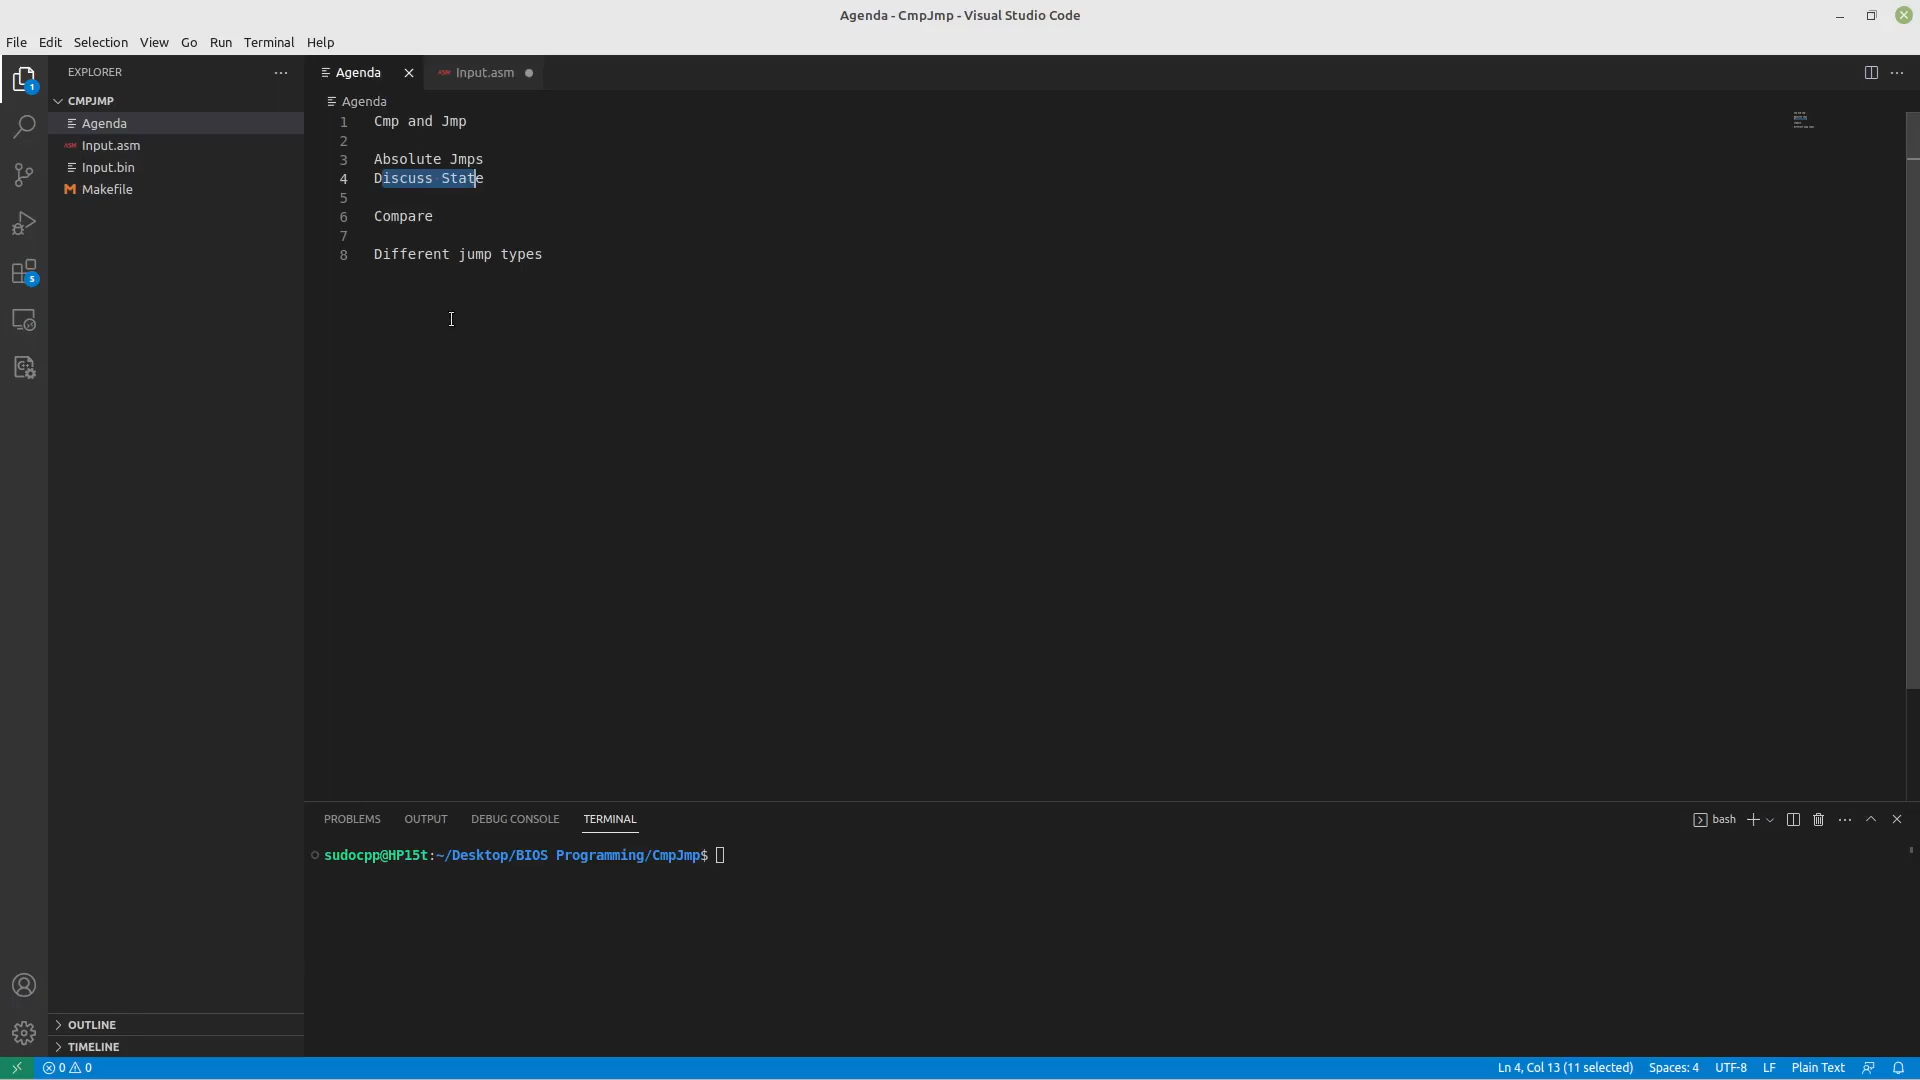 Agenda - CmpJmp - Visual Studio Code
File Edit Selection View Go Run Terminal Help
EXPLORER
Agenda
Input.asm
CMPJMP
Agenda
Input.asm
Input.bin
Makefile
1
5
Agenda
1 Cmp and Jmp
2
3 Absolute Jmps
4 Discuss State
5
6 Compare
7
8 Different jump types
PROBLEMS OUTPUT DEBUG CONSOLE TERMINAL
bash
sudocpp@HP15t:~/Desktop/BIOS Programming/CmpJmp$
OUTLINE
TIMELINE
0 0
Ln 4, Col 13 (11 selected) Spaces: 4 UTF-8 LF Plain Text